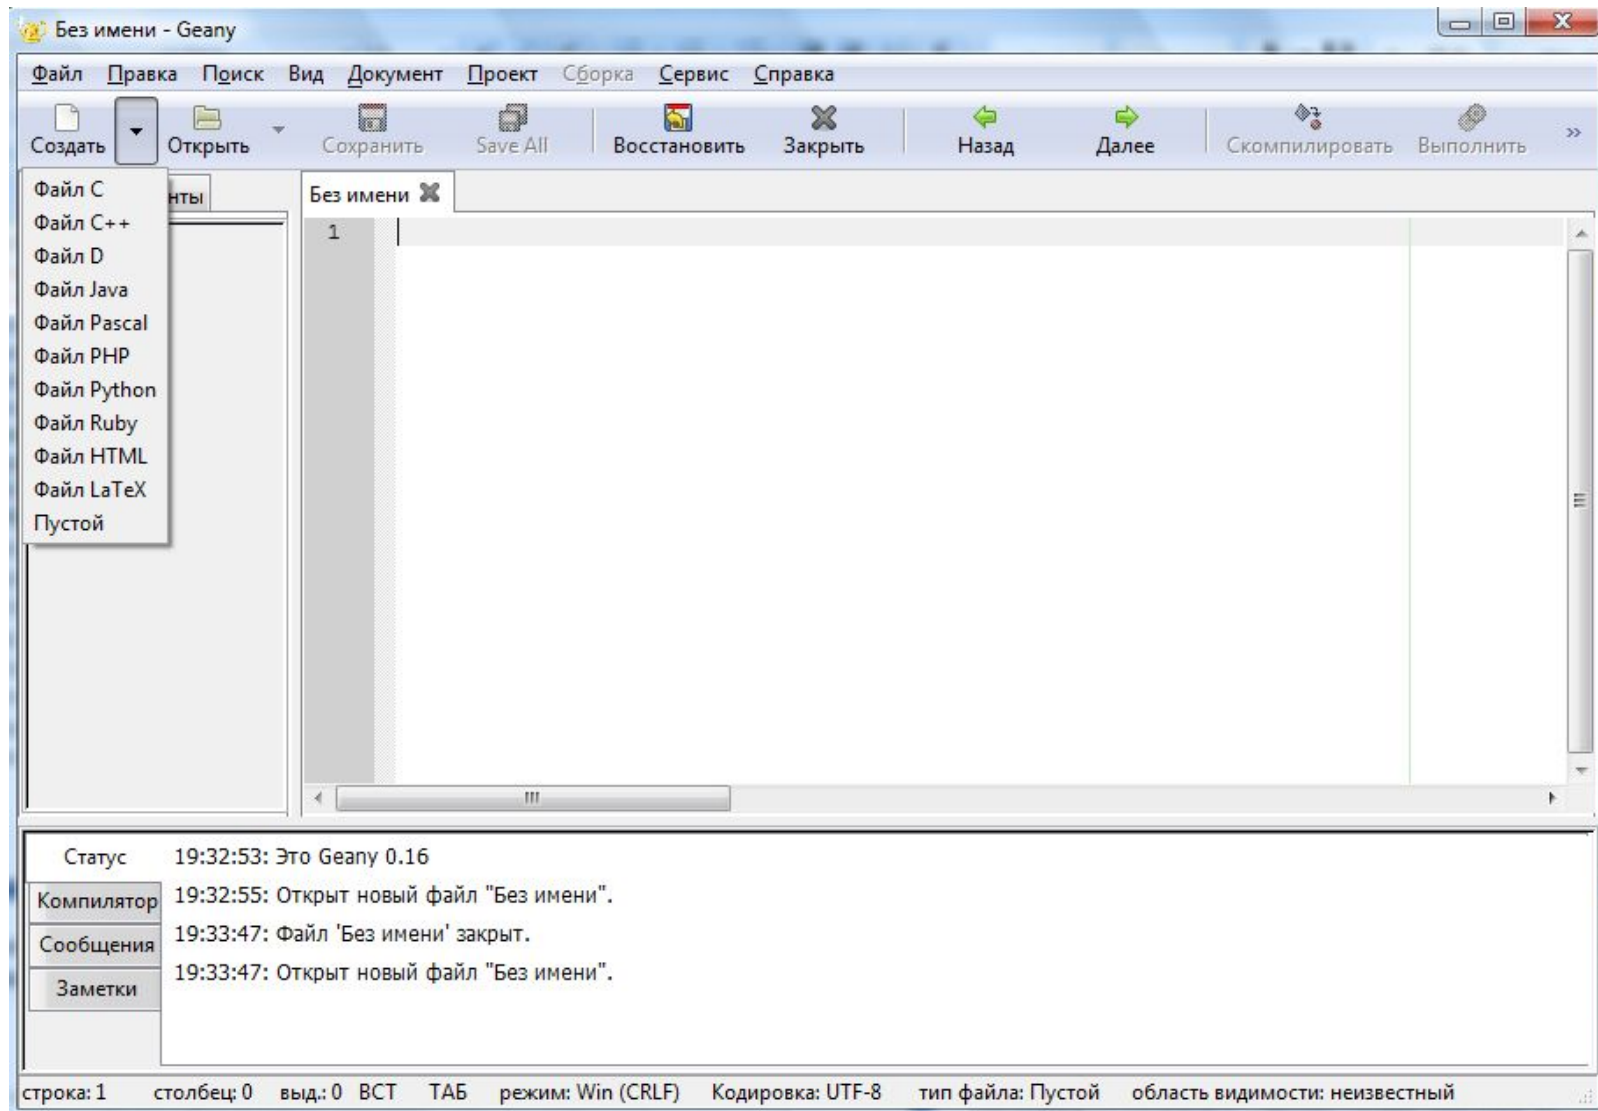 Без имени - Geany
Файл Правка Поиск Вид Документ Проект Сборка Сервис Справка
Создать Открыть Сохранить Save All Восстановить Закрыть Назад Далее Скомпилировать Выполнить »
Файл C
Файл C++
Файл D
Файл Java
Файл Pascal
Файл PHP
Файл Python
Файл Ruby
Файл HTML
Файл LaTeX
Пустой
нты
Без имени
1
Статус
Компилятор
Сообщения
Заметки
19:32:53: Это Geany 0.16
19:32:55: Открыт новый файл "Без имени".
19:33:47: Файл 'Без имени' закрыт.
19:33:47: Открыт новый файл "Без имени".
строка: 1 столбец: 0 выд.: 0 ВСТ ТАБ режим: Win (CRLF) Кодировка: UTF-8 тип файла: Пустой область видимости: неизвестный